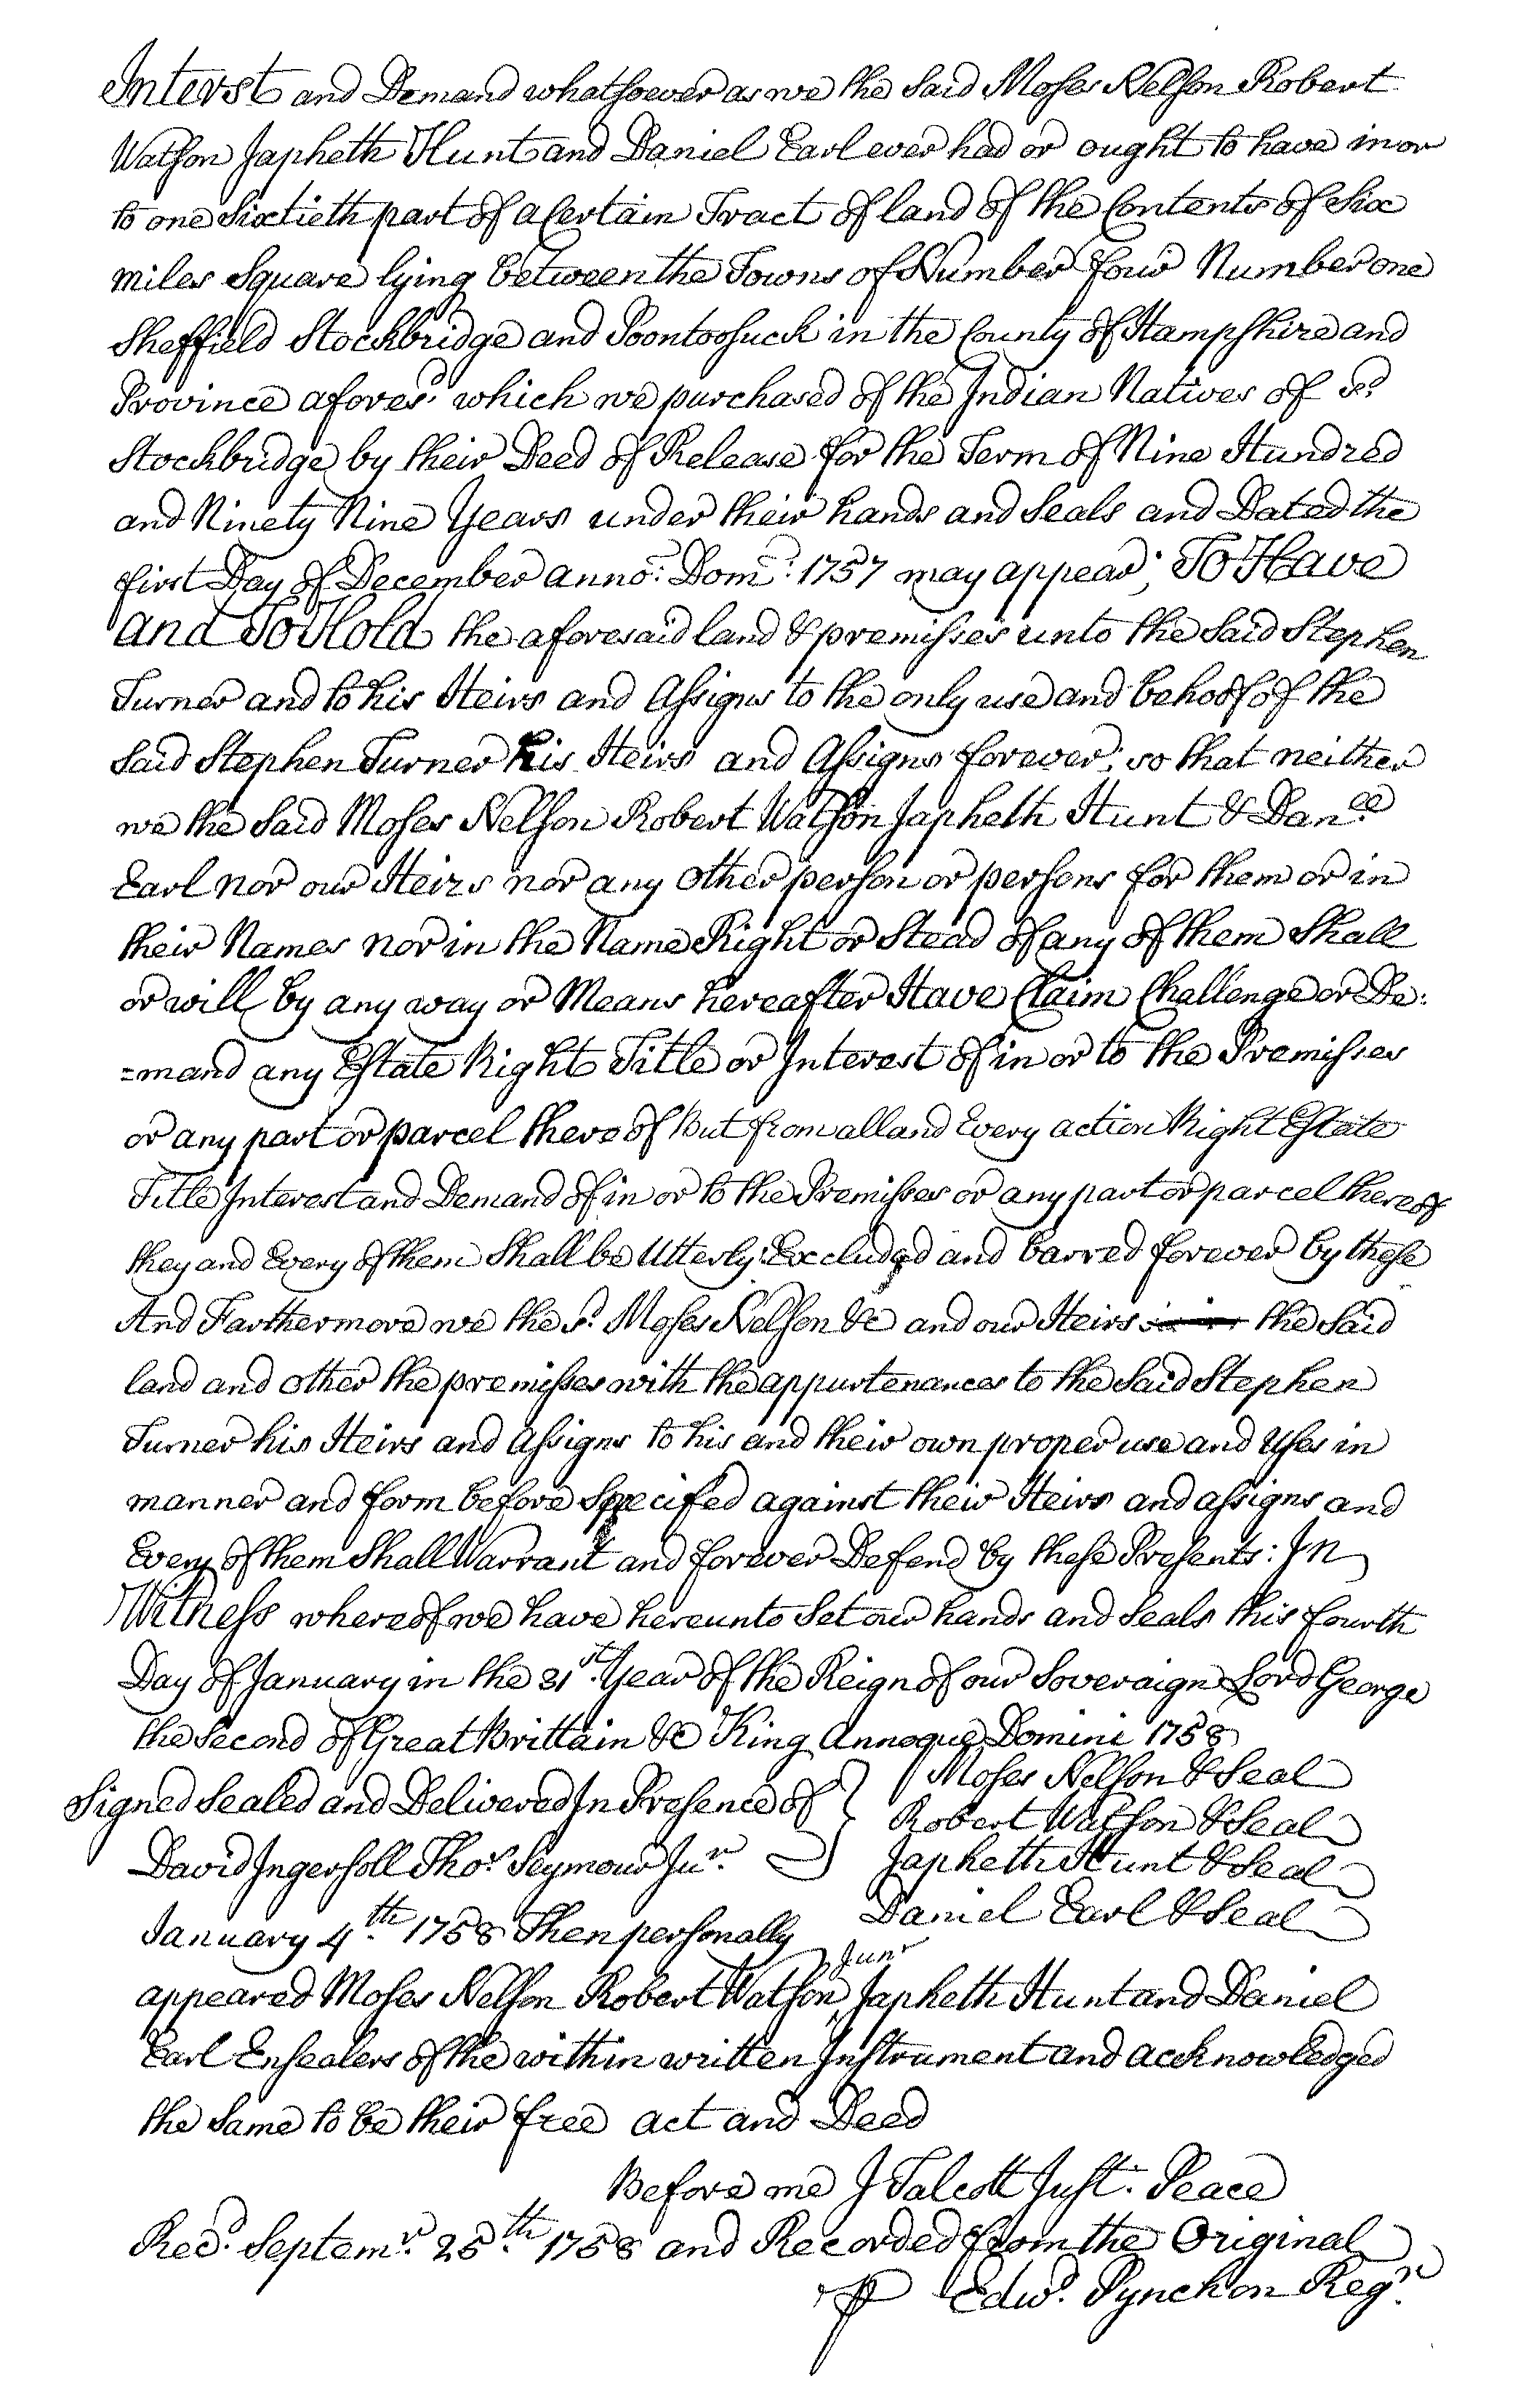 Interst and Demand whatsoever as we the Said Moses Nelson Robert
Watson Japheth Hunt and Daniel Earl ever had or ought to have in or
to one Sixtieth part of a Certain Tract of land of the Contents of Six
miles Square lying between the Towns of Number four Number one
Sheffield Stockbridge and Poontoosuck in the County of Hampshire and
Province afores.d which we purchased of the Indian Natives of s.d
Stockbridge by their Deed of Release for the Term of Nine Hundred
and Ninety Nine Years under their hands and Seals and Dated the
first Day of December anno: Dom: 1757 may appear; To Have
and To Hold the aforesaid land & premisses unto the Said Stephen
Turner and to his Heirs and Assigns to the only use and behoof of the
Said Stephen Turner his Heirs and Assigns forever; so that neither
we the Said Moses Nelson Robert Watson Japheth Hunt & Dan.ll
Earl nor our Heirs nor any Other person or persons for them or in
their Names nor in the Name Right or Stead of any of them Shall
or will by any way or Means hereafter Have Claim Challenge or De:
=mand any Estate Right Title or Interest of in or to the Premisses
or any part or parcel thereof But from all and Every action Right Estate
Title Interest and Demand of in or to the Premisses or any part or parcel thereof
they and Every of them Shall be Utterly Excluded and barred forever by these
And Farthermore we the s.d Moses Nelson &c and our Heirs the Said
land and other the premisses with the appurtenances to the Said Stephen
Turner his Heirs and Assigns to his and their own proper use and Uses in
manner and form before Specifed against their Heirs and assigns and
Every of them Shall Warrant and forever Defend by these Presents: In
Witness whereof we have hereunto Set our hands and Seals this fourth
Day of January in the 31st. Year of the Reign of our Soveraign Lord George
the Second of Great Brittain &c King Annoque Domini 1758
Signed Sealed and Delivered In Presence of } Moses Nelson & Seal
Robert Watson & Seal
David Ingersoll Tho.s Seymour Ju.r Japheth Hunt & Seal
Daniel Earl & Seal
January 4.th 1758 Then personally
Jun.r
appeared Moses Nelson Robert Watson, Japheth Hunt and Daniel
Earl Ensealers of the within written Instrument and acknowledged
the Same to be their free act and Deed
Before me J Talcott Just. Peace
Rec.d Septem.r 25.th 1758 and Recorded from the Original
P Edw.d Pynchon Reg.r